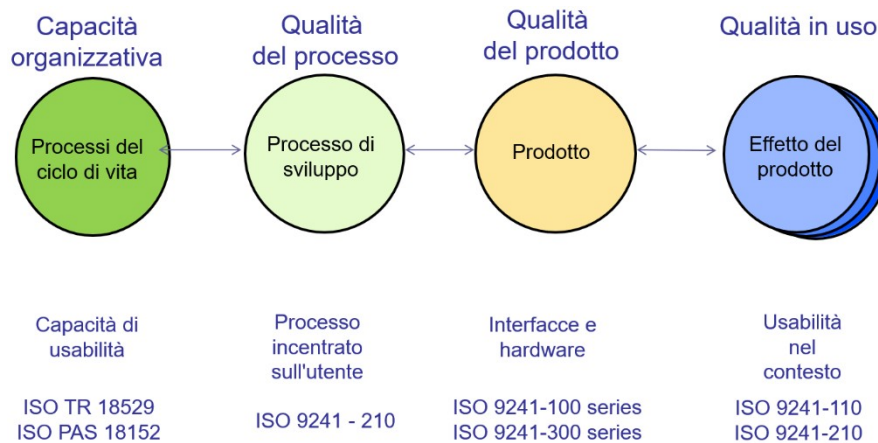 Capacità
organizzativa
Qualità
del processo
Qualità
del prodotto
Qualità in uso
Processi del
ciclo di vita
Processo di
sviluppo
Prodotto
Effetto del
prodotto
Capacità di
usabilità
Processo
incentrato
sull'utente
Interfacce e
hardware
Usabilità
nel
contesto
ISO TR 18529
ISO PAS 18152
ISO 9241 - 210
ISO 9241-100 series
ISO 9241-300 series
ISO 9241-110
ISO 9241-210